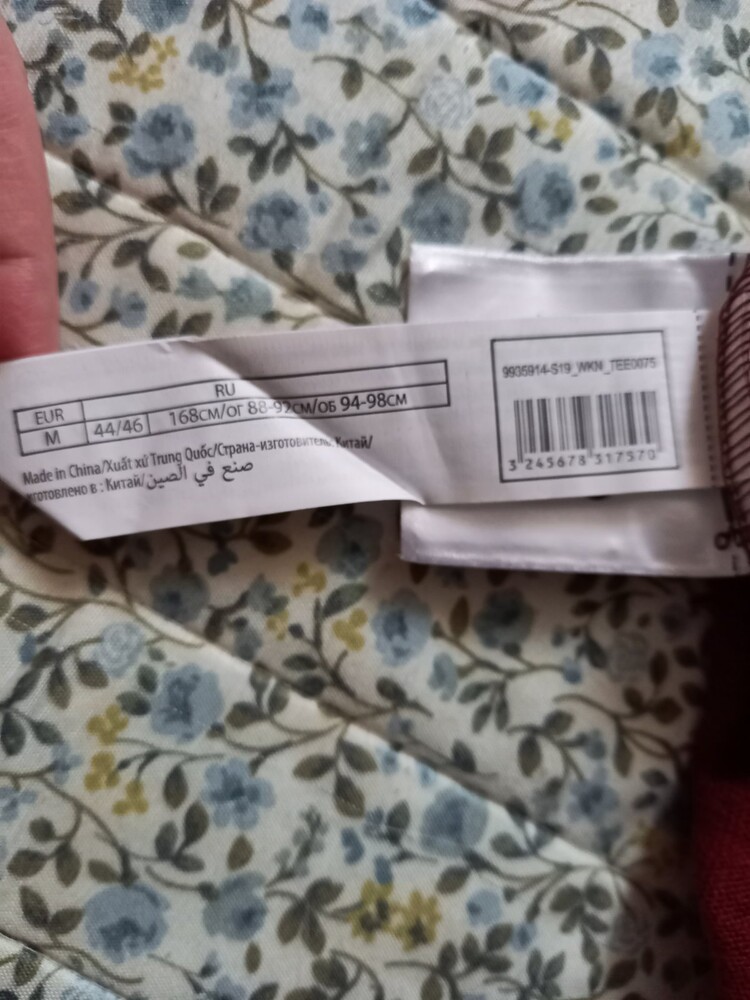 EUR RU
M 44/46 168СМ/ОГ 88-92СМ/ОБ 94-98СМ
Made in China/Xuất xứ Trung Quốc/Страна-изготовитель: Китай/
зготовлено в : Китай/صنع في الصين
9935914-S19_WKN_TEE0075
3 245678 317570